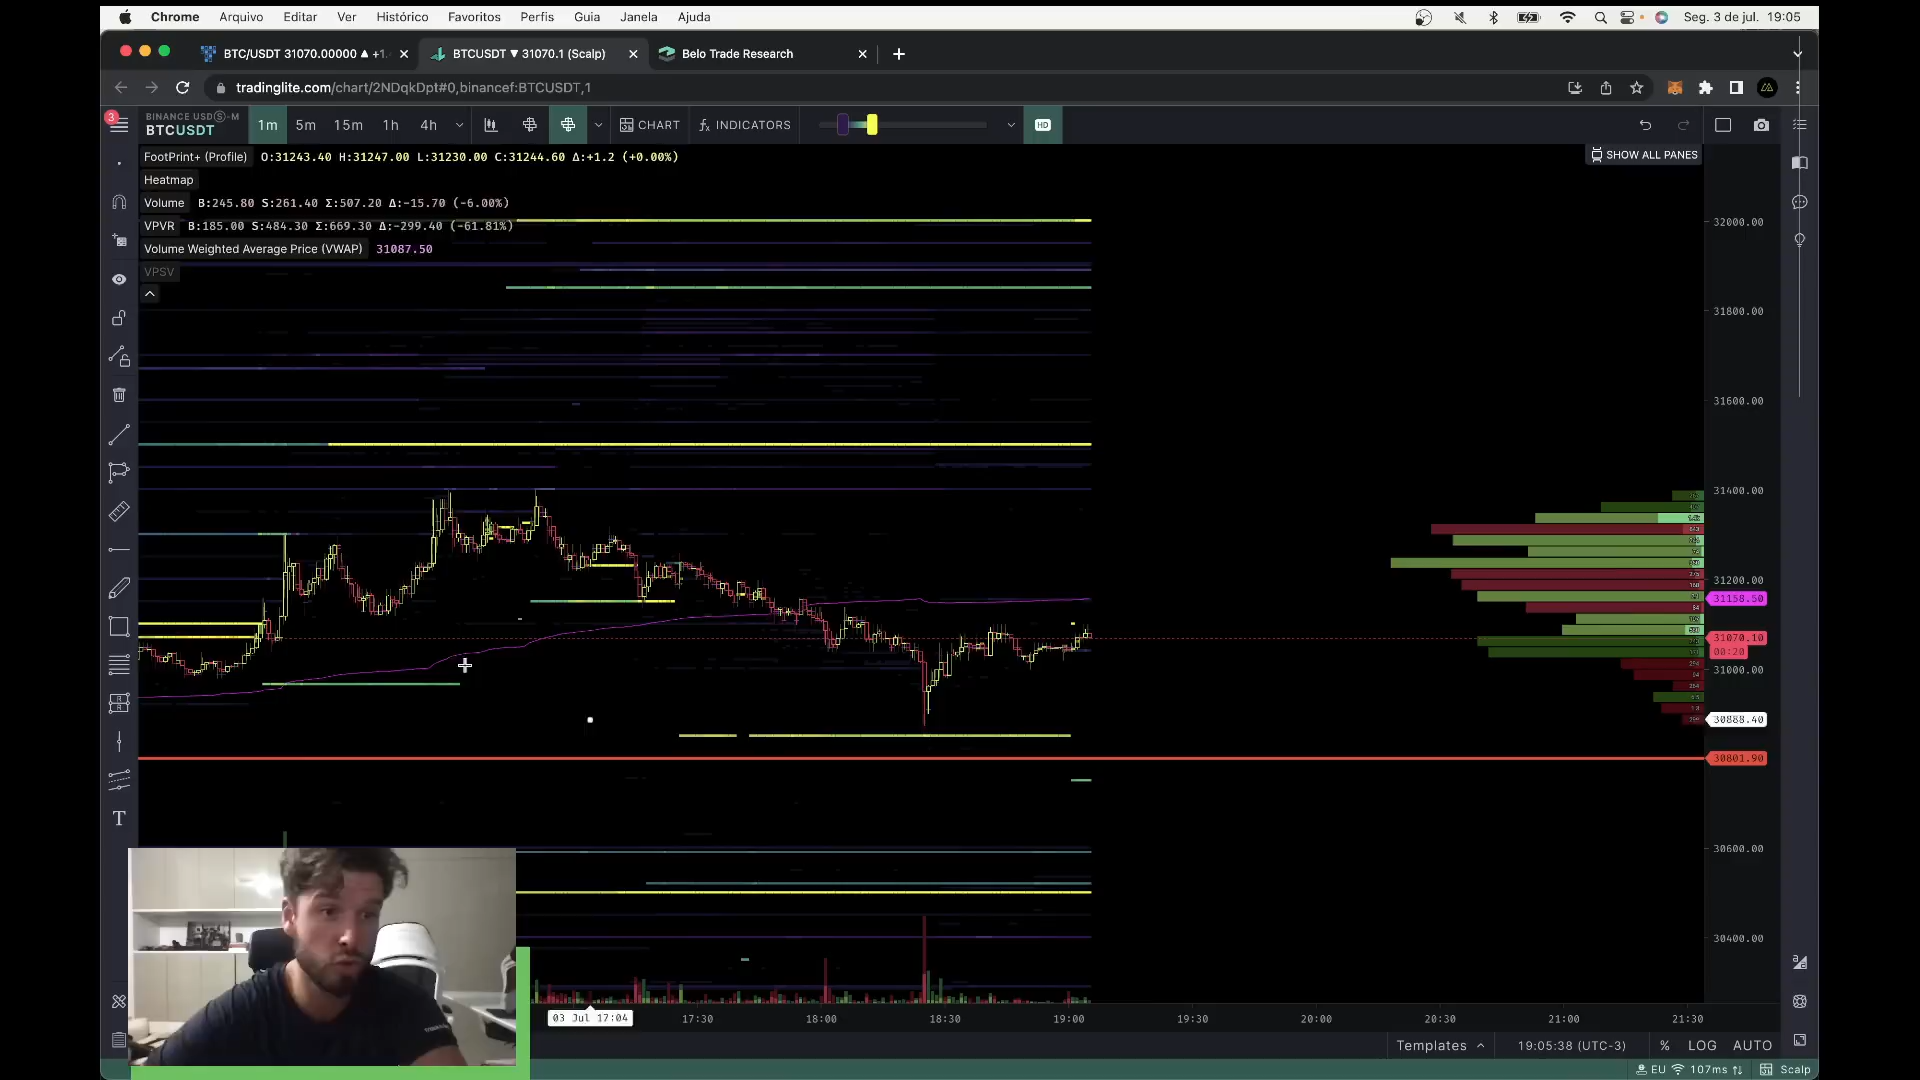 Chrome Arquivo Editar Ver Histórico Favoritos Perfis Guia Janela Ajuda Seg. 3 de jul. 19:05
BTC/USDT 31070.00000 ▲ +1. BTCUSDT ▼ 31070.1 (Scalp) Belo Trade Research
tradinglite.com/chart/2NDqkDpt#0,binancef:BTCUSDT,1
3
BINANCE USD(S)-M
BTCUSDT 1m 5m 15m 1h 4h CHART fx INDICATORS HD
FootPrint+ (Profile) O:31243.40 H:31247.00 L:31230.00 C:31244.60 Δ:+1.2 (+0.00%)
SHOW ALL PANES
Heatmap
Volume B:245.80 S:261.40 Σ:507.20 Δ:-15.70 (-6.00%)
VPVR B:185.00 S:484.30 Σ:669.30 Δ:-299.40 (-61.81%)
Volume Weighted Average Price (VWAP) 31087.50
VPSV
32000.00
31800.00
31600.00
31400.00
31200.00
31158.50
31070.10
00:20
31000.00
30888.40
30801.90
30600.00
30400.00
T
03 Jul 17:04 17:30 18:00 18:30 19:00 19:30 20:00 20:30 21:00 21:30
Templates 19:05:38 (UTC-3) % LOG AUTO
EU 107ms Scalp